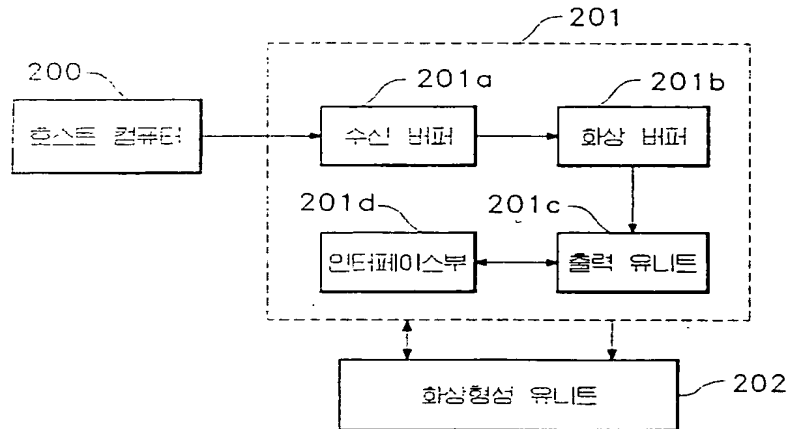 201
200
201a
201b
호스트 컴퓨터
수신 버퍼
화상 버퍼
201d
201c
인터페이스부
출력 유니트
화상형성 유니트
202